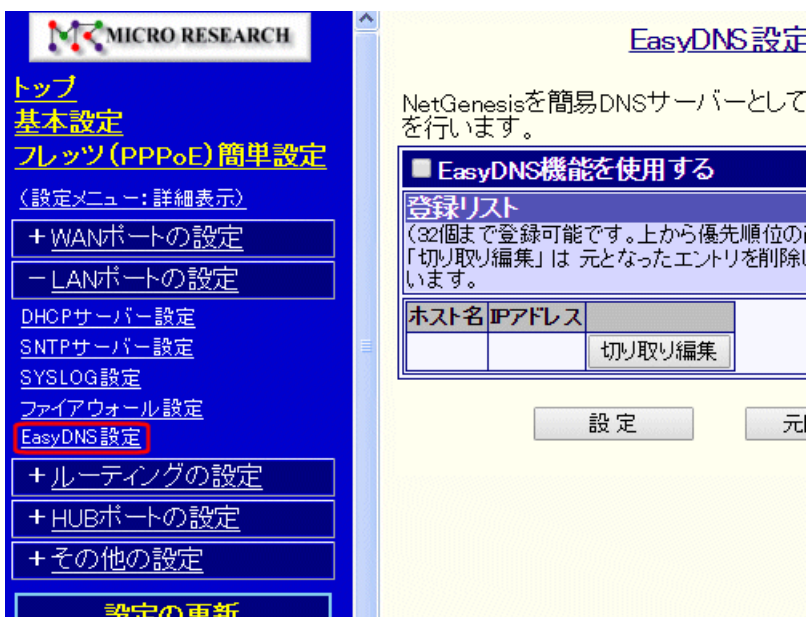 MICRO RESEARCH
トップ
基本設定
フレッツ(PPPoE)簡単設定
(設定メニュー:詳細表示)
+WANポートの設定
-LANポートの設定
DHCPサーバー設定
SNTPサーバー設定
SYSLOG設定
ファイアウォール設定
EasyDNS設定
+ルーティングの設定
+HUBポートの設定
+その他の設定
設定の更新
EasyDNS設定
NetGenesisを簡易DNSサーバーとして
を行います。
EasyDNS機能を使用する
登録リスト
(32個まで登録可能です。上から優先順位の
「切り取り編集」は 元となったエントリを削除
います。
ホスト名 IPアドレス
切り取り編集
設定
元